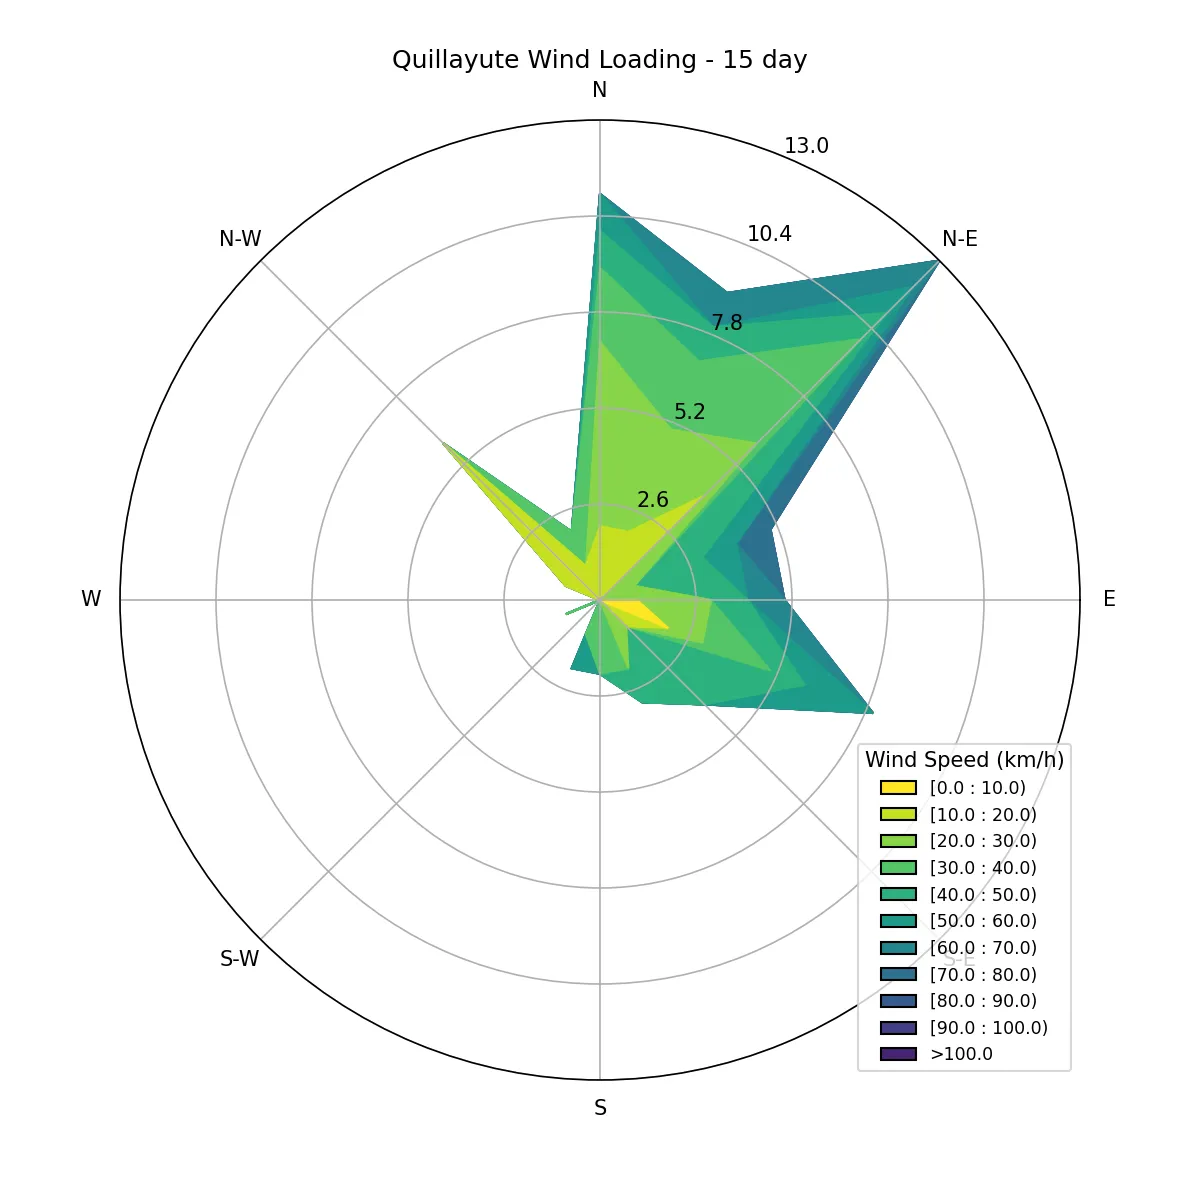 Quillayute Wind Loading - 15 day
N
13.0
N-W
10.4
N-E
7.8
5.2
2.6
W
E
Wind Speed (km/h)
[0.0 : 10.0)
[10.0 : 20.0)
[20.0 : 30.0)
[30.0 : 40.0)
[40.0 : 50.0)
[50.0 : 60.0)
[60.0 : 70.0)
[70.0 : 80.0)
[80.0 : 90.0)
[90.0 : 100.0)
>100.0
S-W
S-E
S